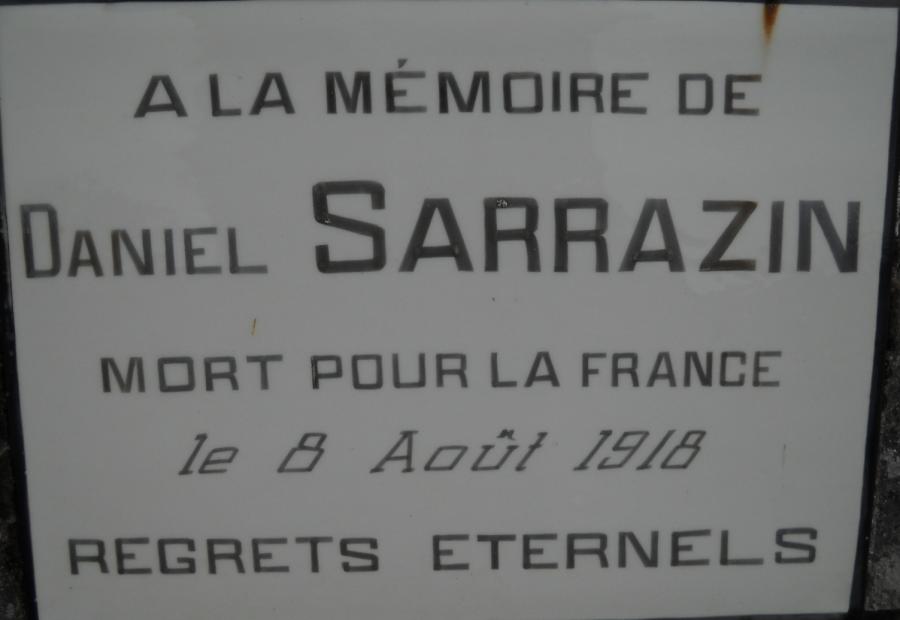 A LA MÉMOIRE DE
DANIEL SARRAZIN
MORT POUR LA FRANCE
le 8 Août 1918
REGRETS ETERNELS